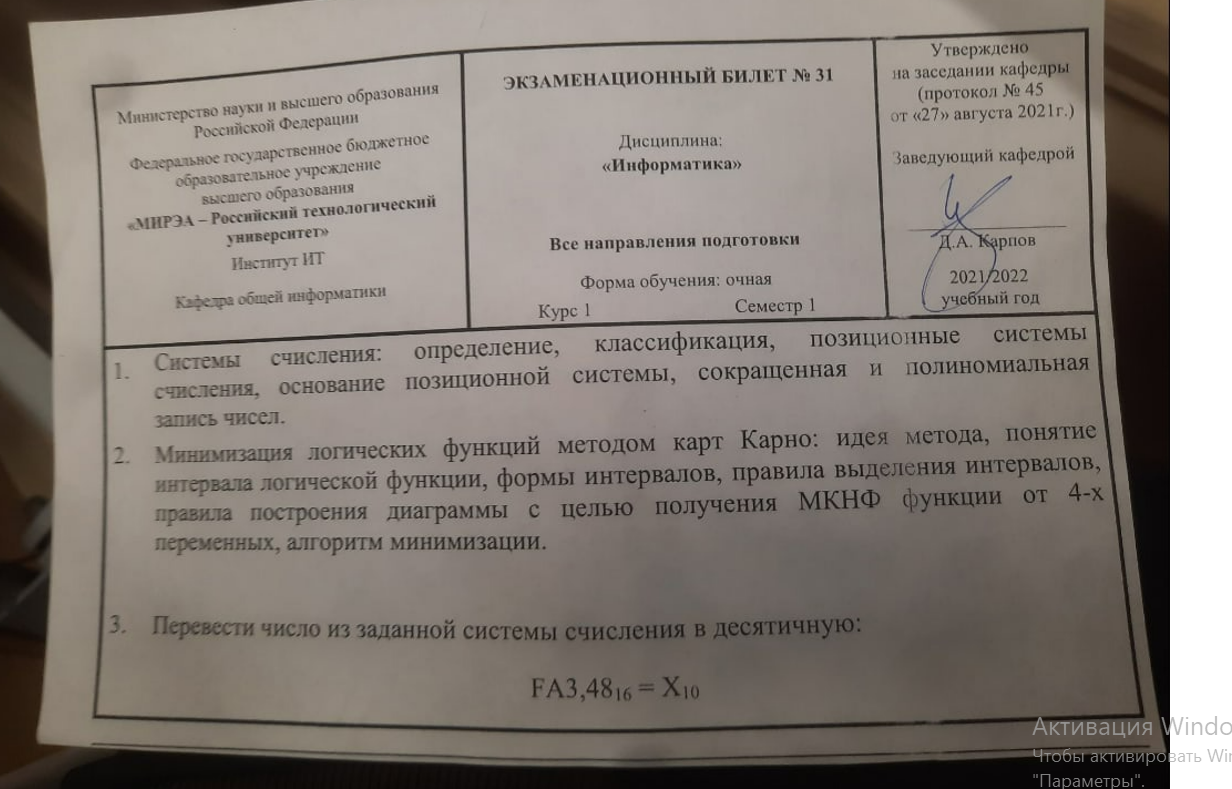 Министерство науки и высшего образования
Российской Федерации
Федеральное государственное бюджетное
образовательное учреждение
высшего образования
«МИРЭА – Российский технологический
университет»
Институт ИТ
Кафедра общей информатики
ЭКЗАМЕНАЦИОННЫЙ БИЛЕТ № 31
Дисциплина:
«Информатика»
Все направления подготовки
Форма обучения: очная
Курс 1 Семестр 1
Утверждено
на заседании кафедры
(протокол № 45
от «27» августа 2021г.)
Заведующий кафедрой
Д.А. Карпов
2021/2022
учебный год
1. Системы счисления: определение, классификация, позиционные системы
счисления, основание позиционной системы, сокращенная и полиномиальная
запись чисел.
2. Минимизация логических функций методом карт Карно: идея метода, понятие
интервала логической функции, формы интервалов, правила выделения интервалов,
правила построения диаграммы с целью получения МКНФ функции от 4-х
переменных, алгоритм минимизации.
3. Перевести число из заданной системы счисления в десятичную:
FA3,48₁₆ = X₁₀
Активация Windo
Чтобы активировать Wir
"Параметры".